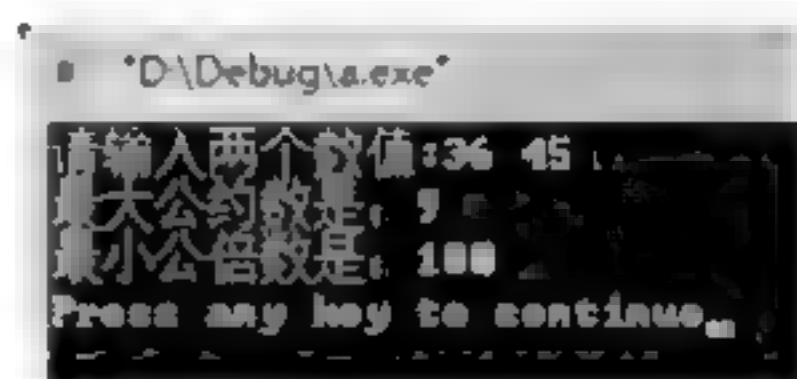 "D:\Debug\a.exe"
请输入两个数值:36 45
最大公约数是: 9
最小公倍数是: 180
Press any key to continue_